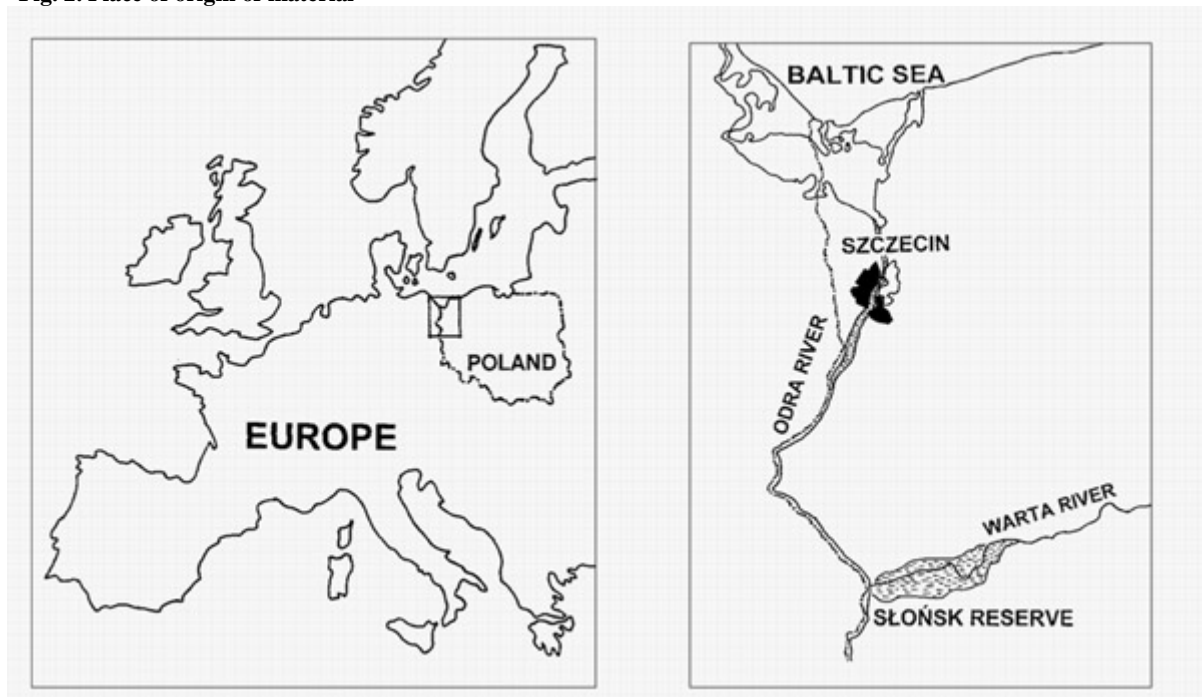 POLAND
EUROPE
BALTIC SEA
SZCZECIN
ODRA RIVER
WARTA RIVER
SŁOŃSK RESERVE